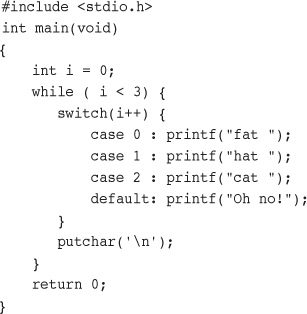 #include <stdio.h>
int main(void)
{
    int i = 0;
    while ( i < 3) {
       switch(i++) {
           case 0 : printf("fat ");
           case 1 : printf("hat ");
           case 2 : printf("cat ");
           default: printf("Oh no!");
       }
       putchar('\n');
    }
    return 0;
}